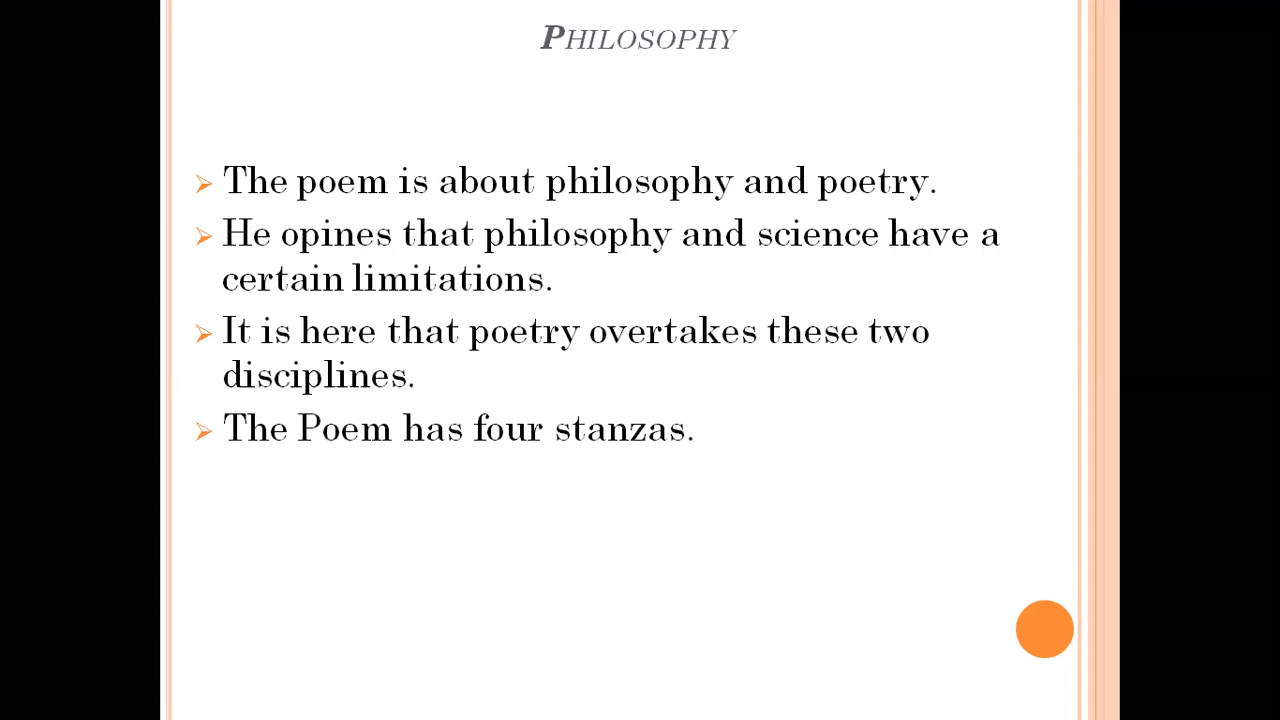 PHILOSOPHY
The poem is about philosophy and poetry.
He opines that philosophy and science have a
certain limitations.
It is here that poetry overtakes these two
disciplines.
The Poem has four stanzas.